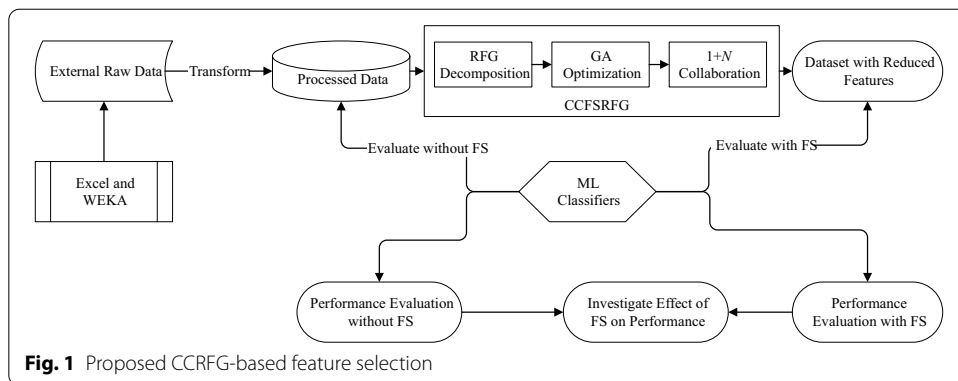 External Raw Data
Transform
Processed Data
RFG
Decomposition
GA
Optimization
1+N
Collaboration
CCFSRFG
Dataset with Reduced
Features
Evaluate without FS
Evaluate with FS
Excel and
WEKA
ML
Classifiers
Performance Evaluation
without FS
Investigate Effect of
FS on Performance
Performance
Evaluation with FS
Fig. 1 Proposed CCRFG-based feature selection